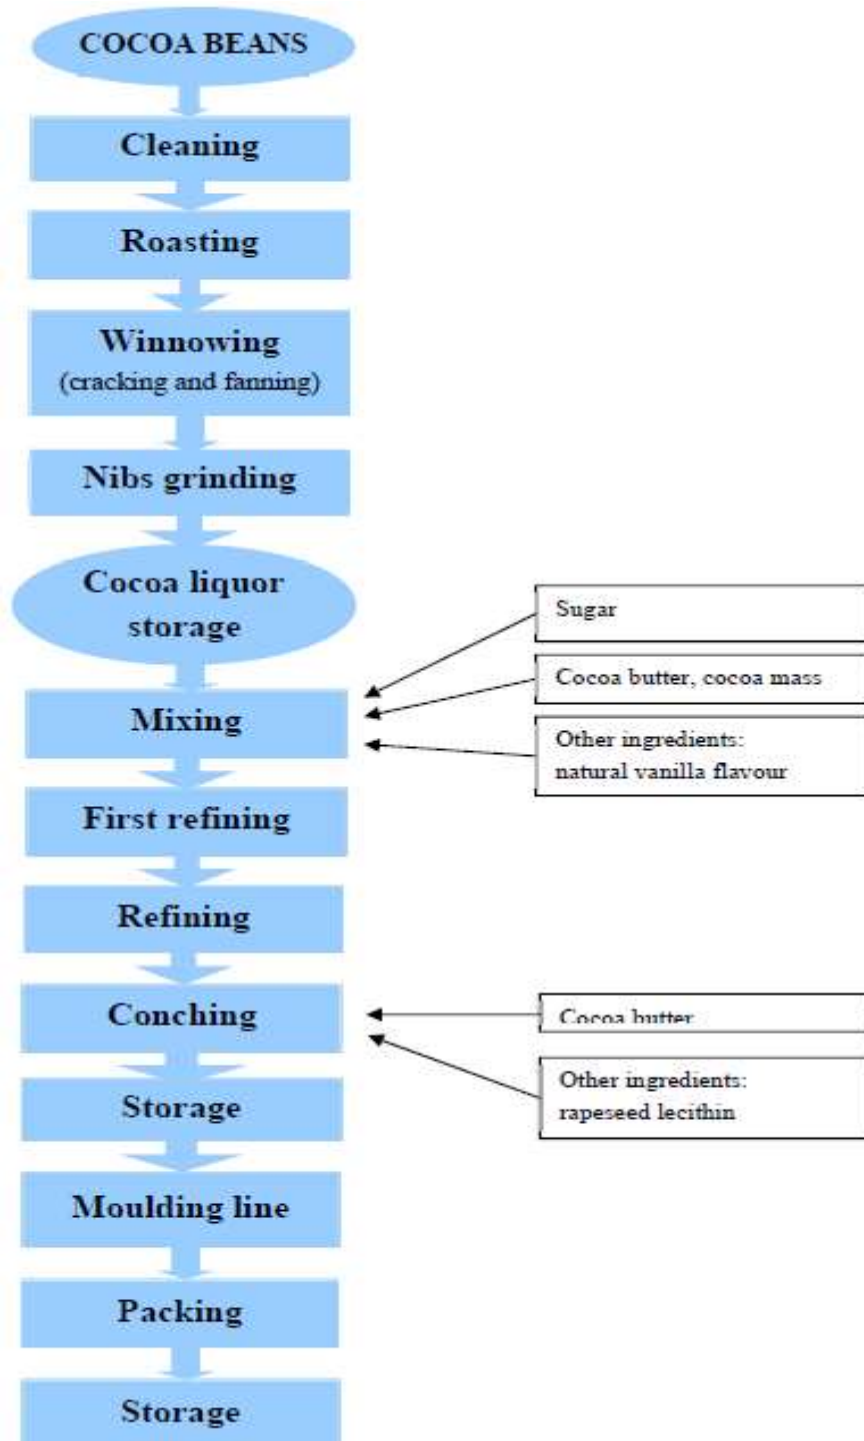 COCOA BEANS
Cleaning
Roasting
Winnowing
(cracking and fanning)
Nibs grinding
Cocoa liquor
storage
Sugar
Cocoa butter, cocoa mass
Mixing
Other ingredients:
natural vanilla flavour
First refining
Refining
Conching
Cocoa butter
Other ingredients:
rapeseed lecithin
Storage
Moulding line
Packing
Storage